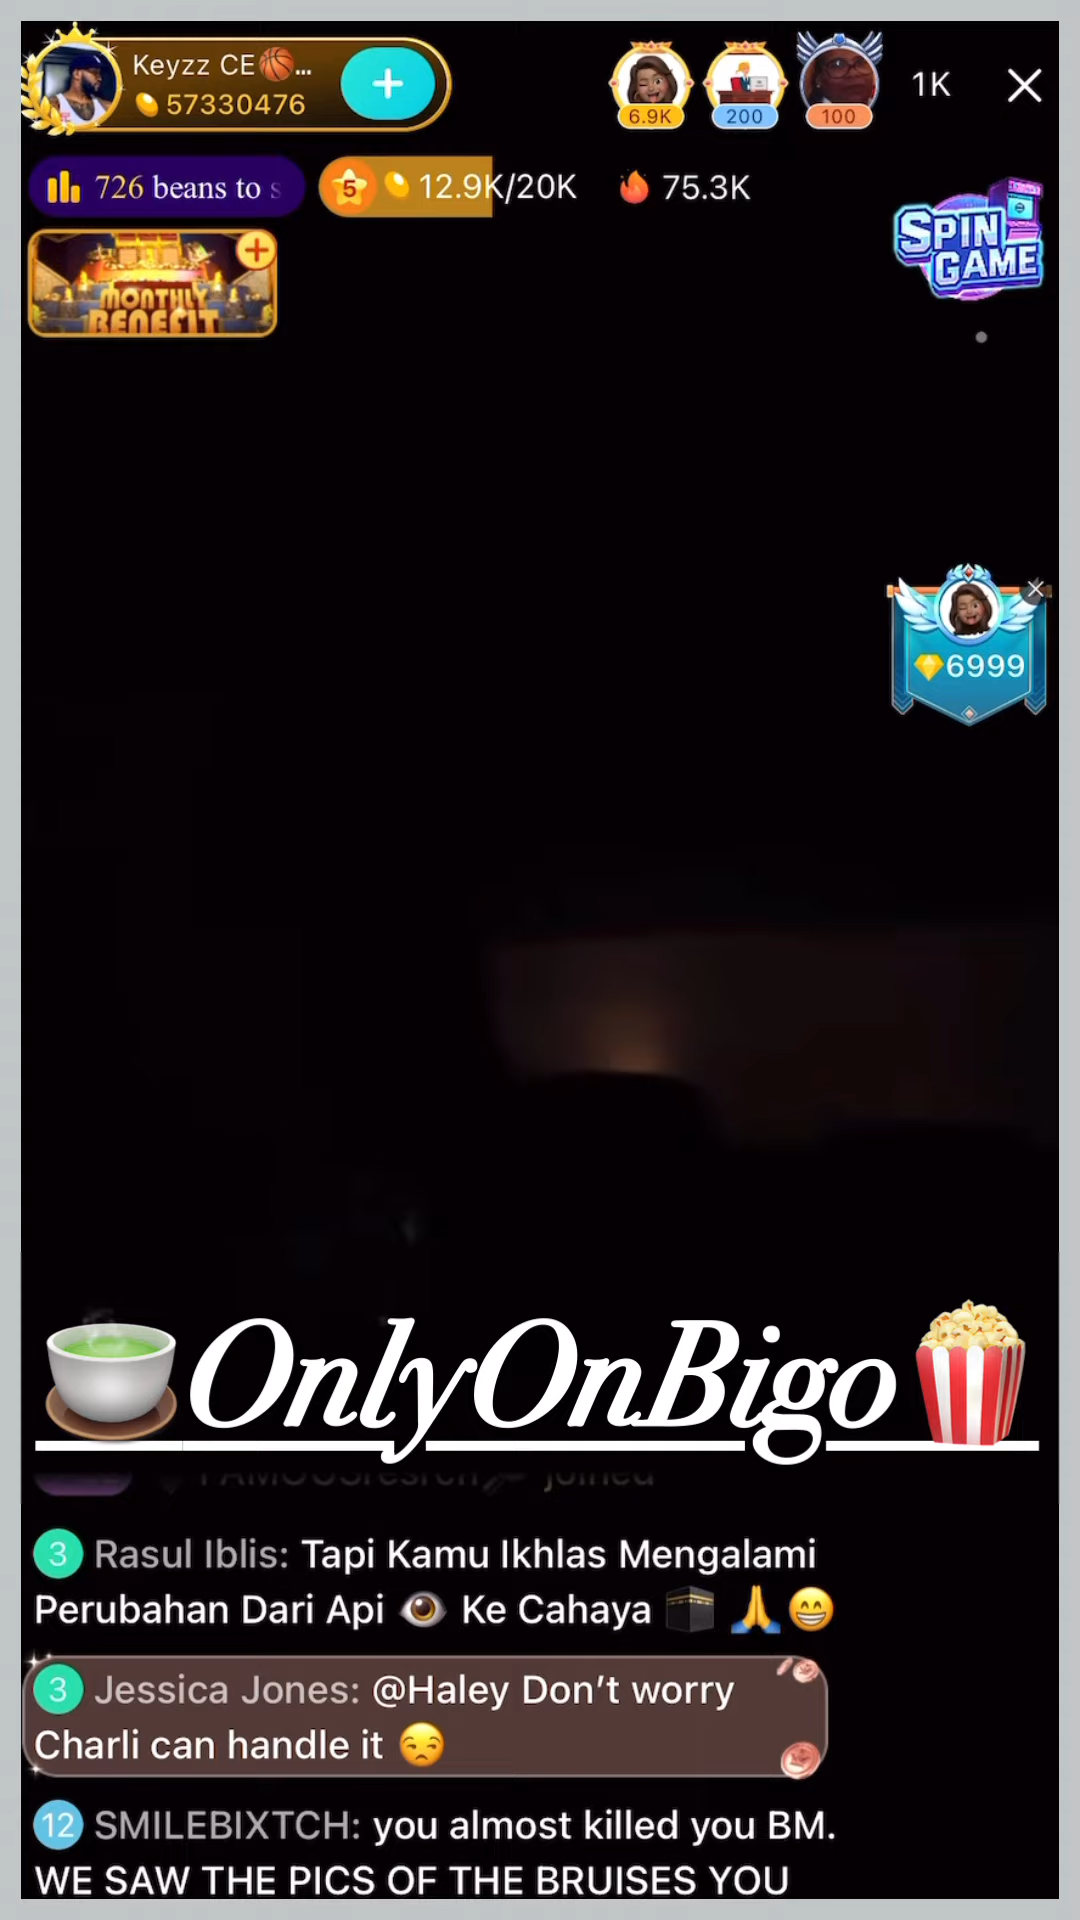 Keyzz CE🏀...
57330476
6.9K
200
100
1K
726 beans to s
5
12.9K/20K
75.3K
SPIN
GAME
MONTHLY
BENEFIT
6999
OnlyOnBigo
joined
3 Rasul Iblis: Tapi Kamu Ikhlas Mengalami
Perubahan Dari Api 👁️ Ke Cahaya 🕋 🙏😁
3 Jessica Jones: @Haley Don't worry
Charli can handle it 😒
12 SMILEBIXTCH: you almost killed you BM.
WE SAW THE PICS OF THE BRUISES YOU